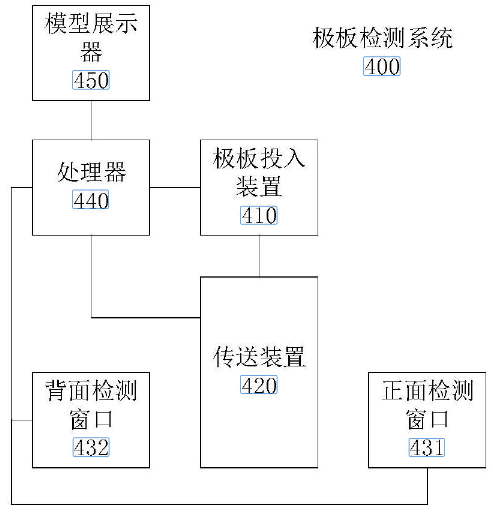 模型展示
器
450
极板检测系统
400
处理器
440
极板投入
装置
410
传送装置
420
背面检测
窗口
432
正面检测
窗口
431